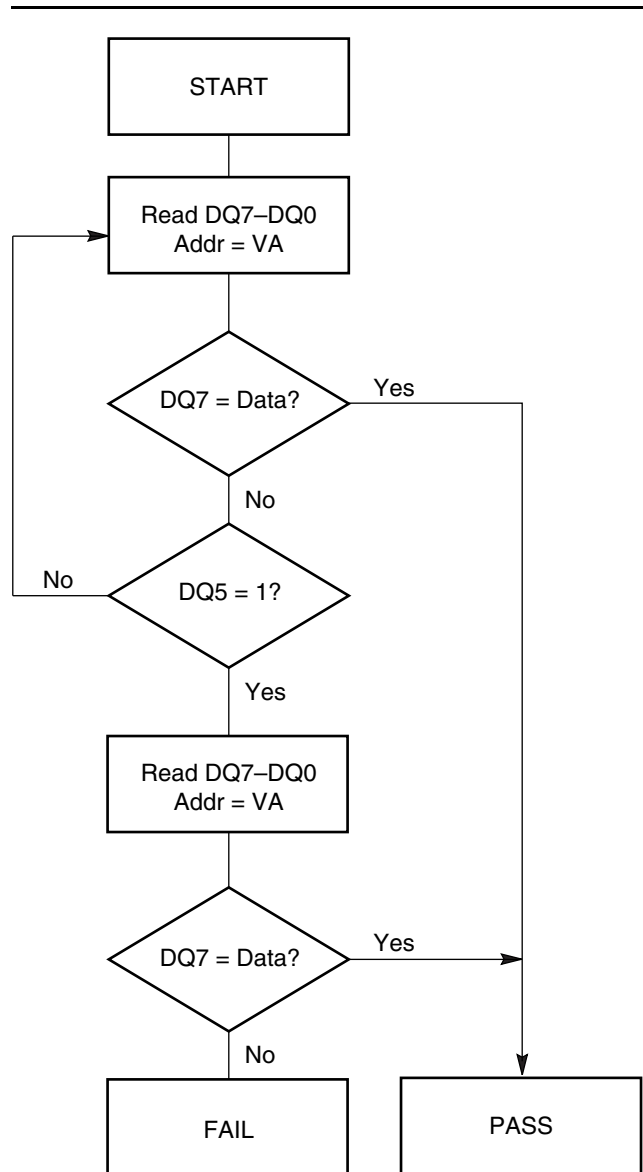 START
Read DQ7–DQ0
Addr = VA
DQ7 = Data?
Yes
No
No
DQ5 = 1?
Yes
Read DQ7–DQ0
Addr = VA
DQ7 = Data?
Yes
No
FAIL
PASS